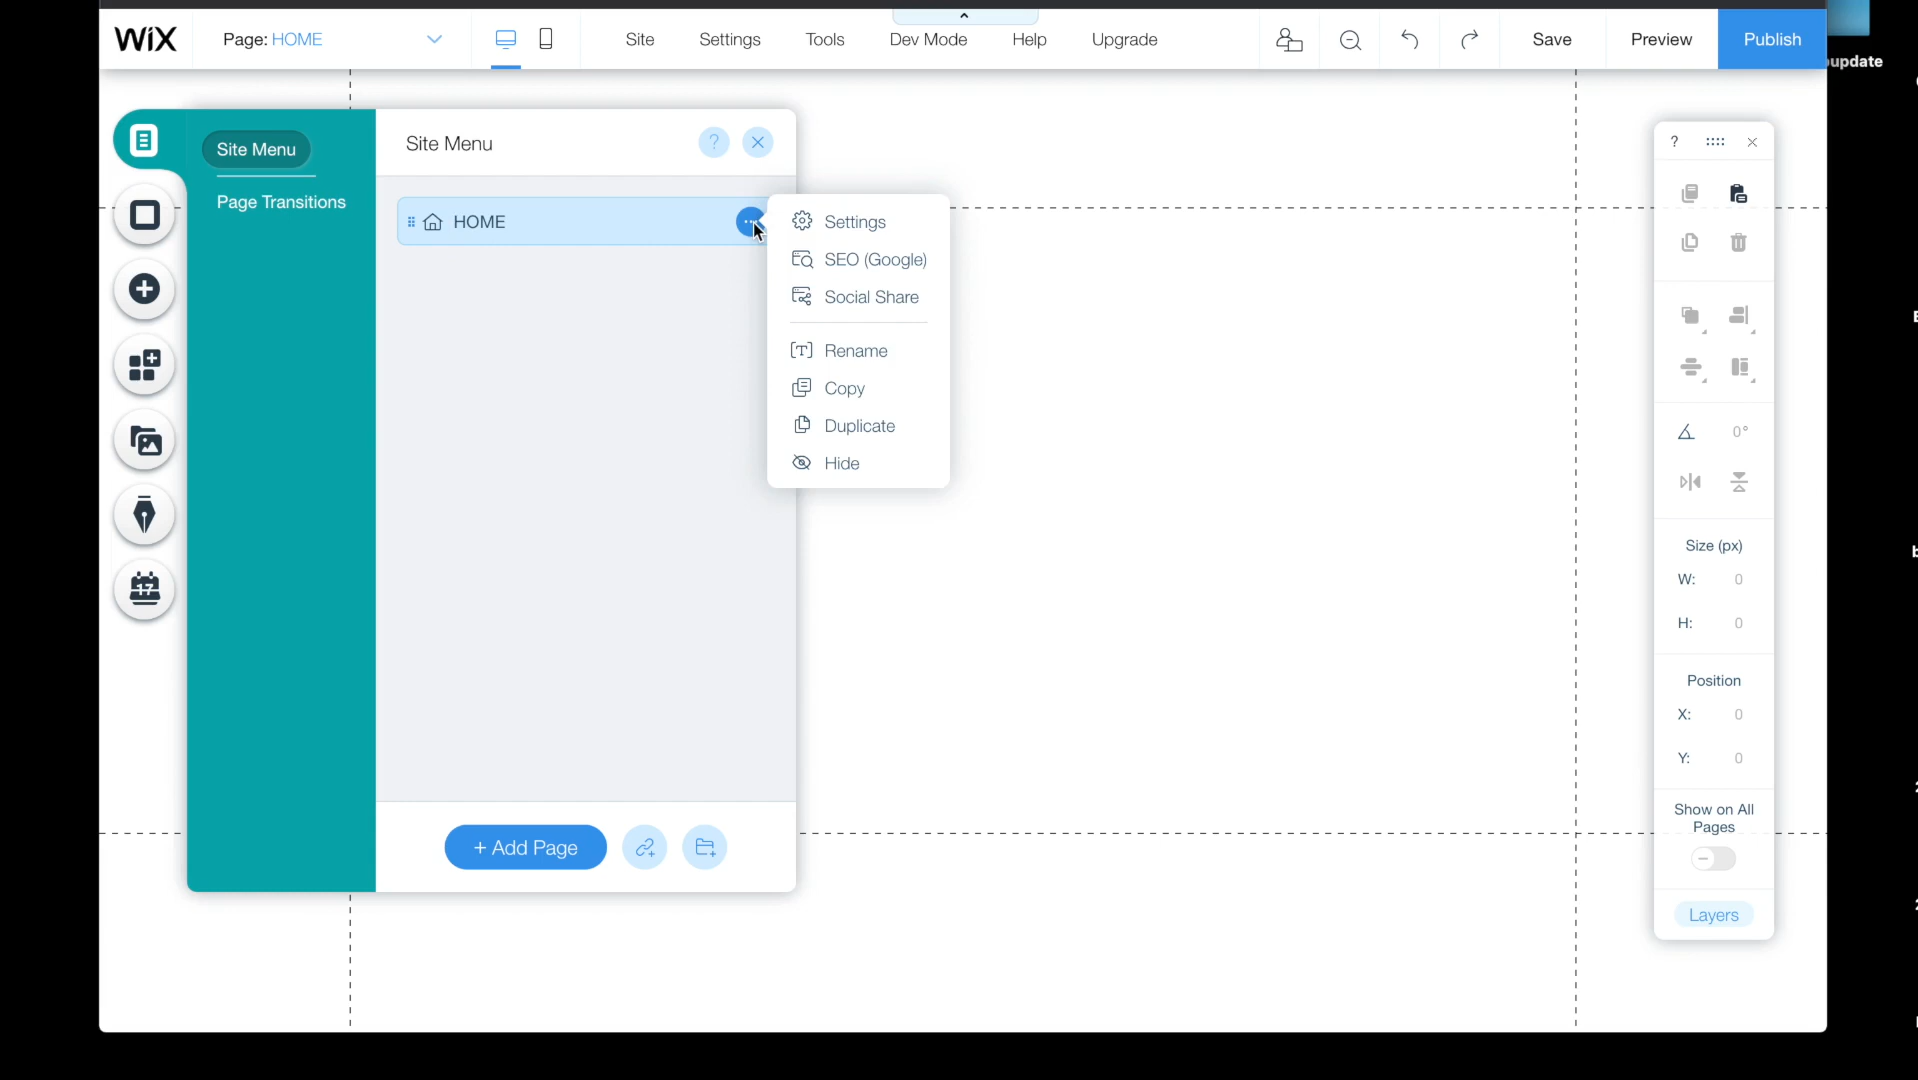 WiX
Page: HOME
Site
Settings
Tools
Dev Mode
Help
Upgrade
Save
Preview
Publish
update
Site Menu
Page Transitions
Site Menu
?
HOME
Settings
SEO (Google)
Social Share
Rename
Copy
Duplicate
Hide
17
+ Add Page
?
0°
Size (px)
W: 0
H: 0
Position
X: 0
Y: 0
Show on All
Pages
Layers